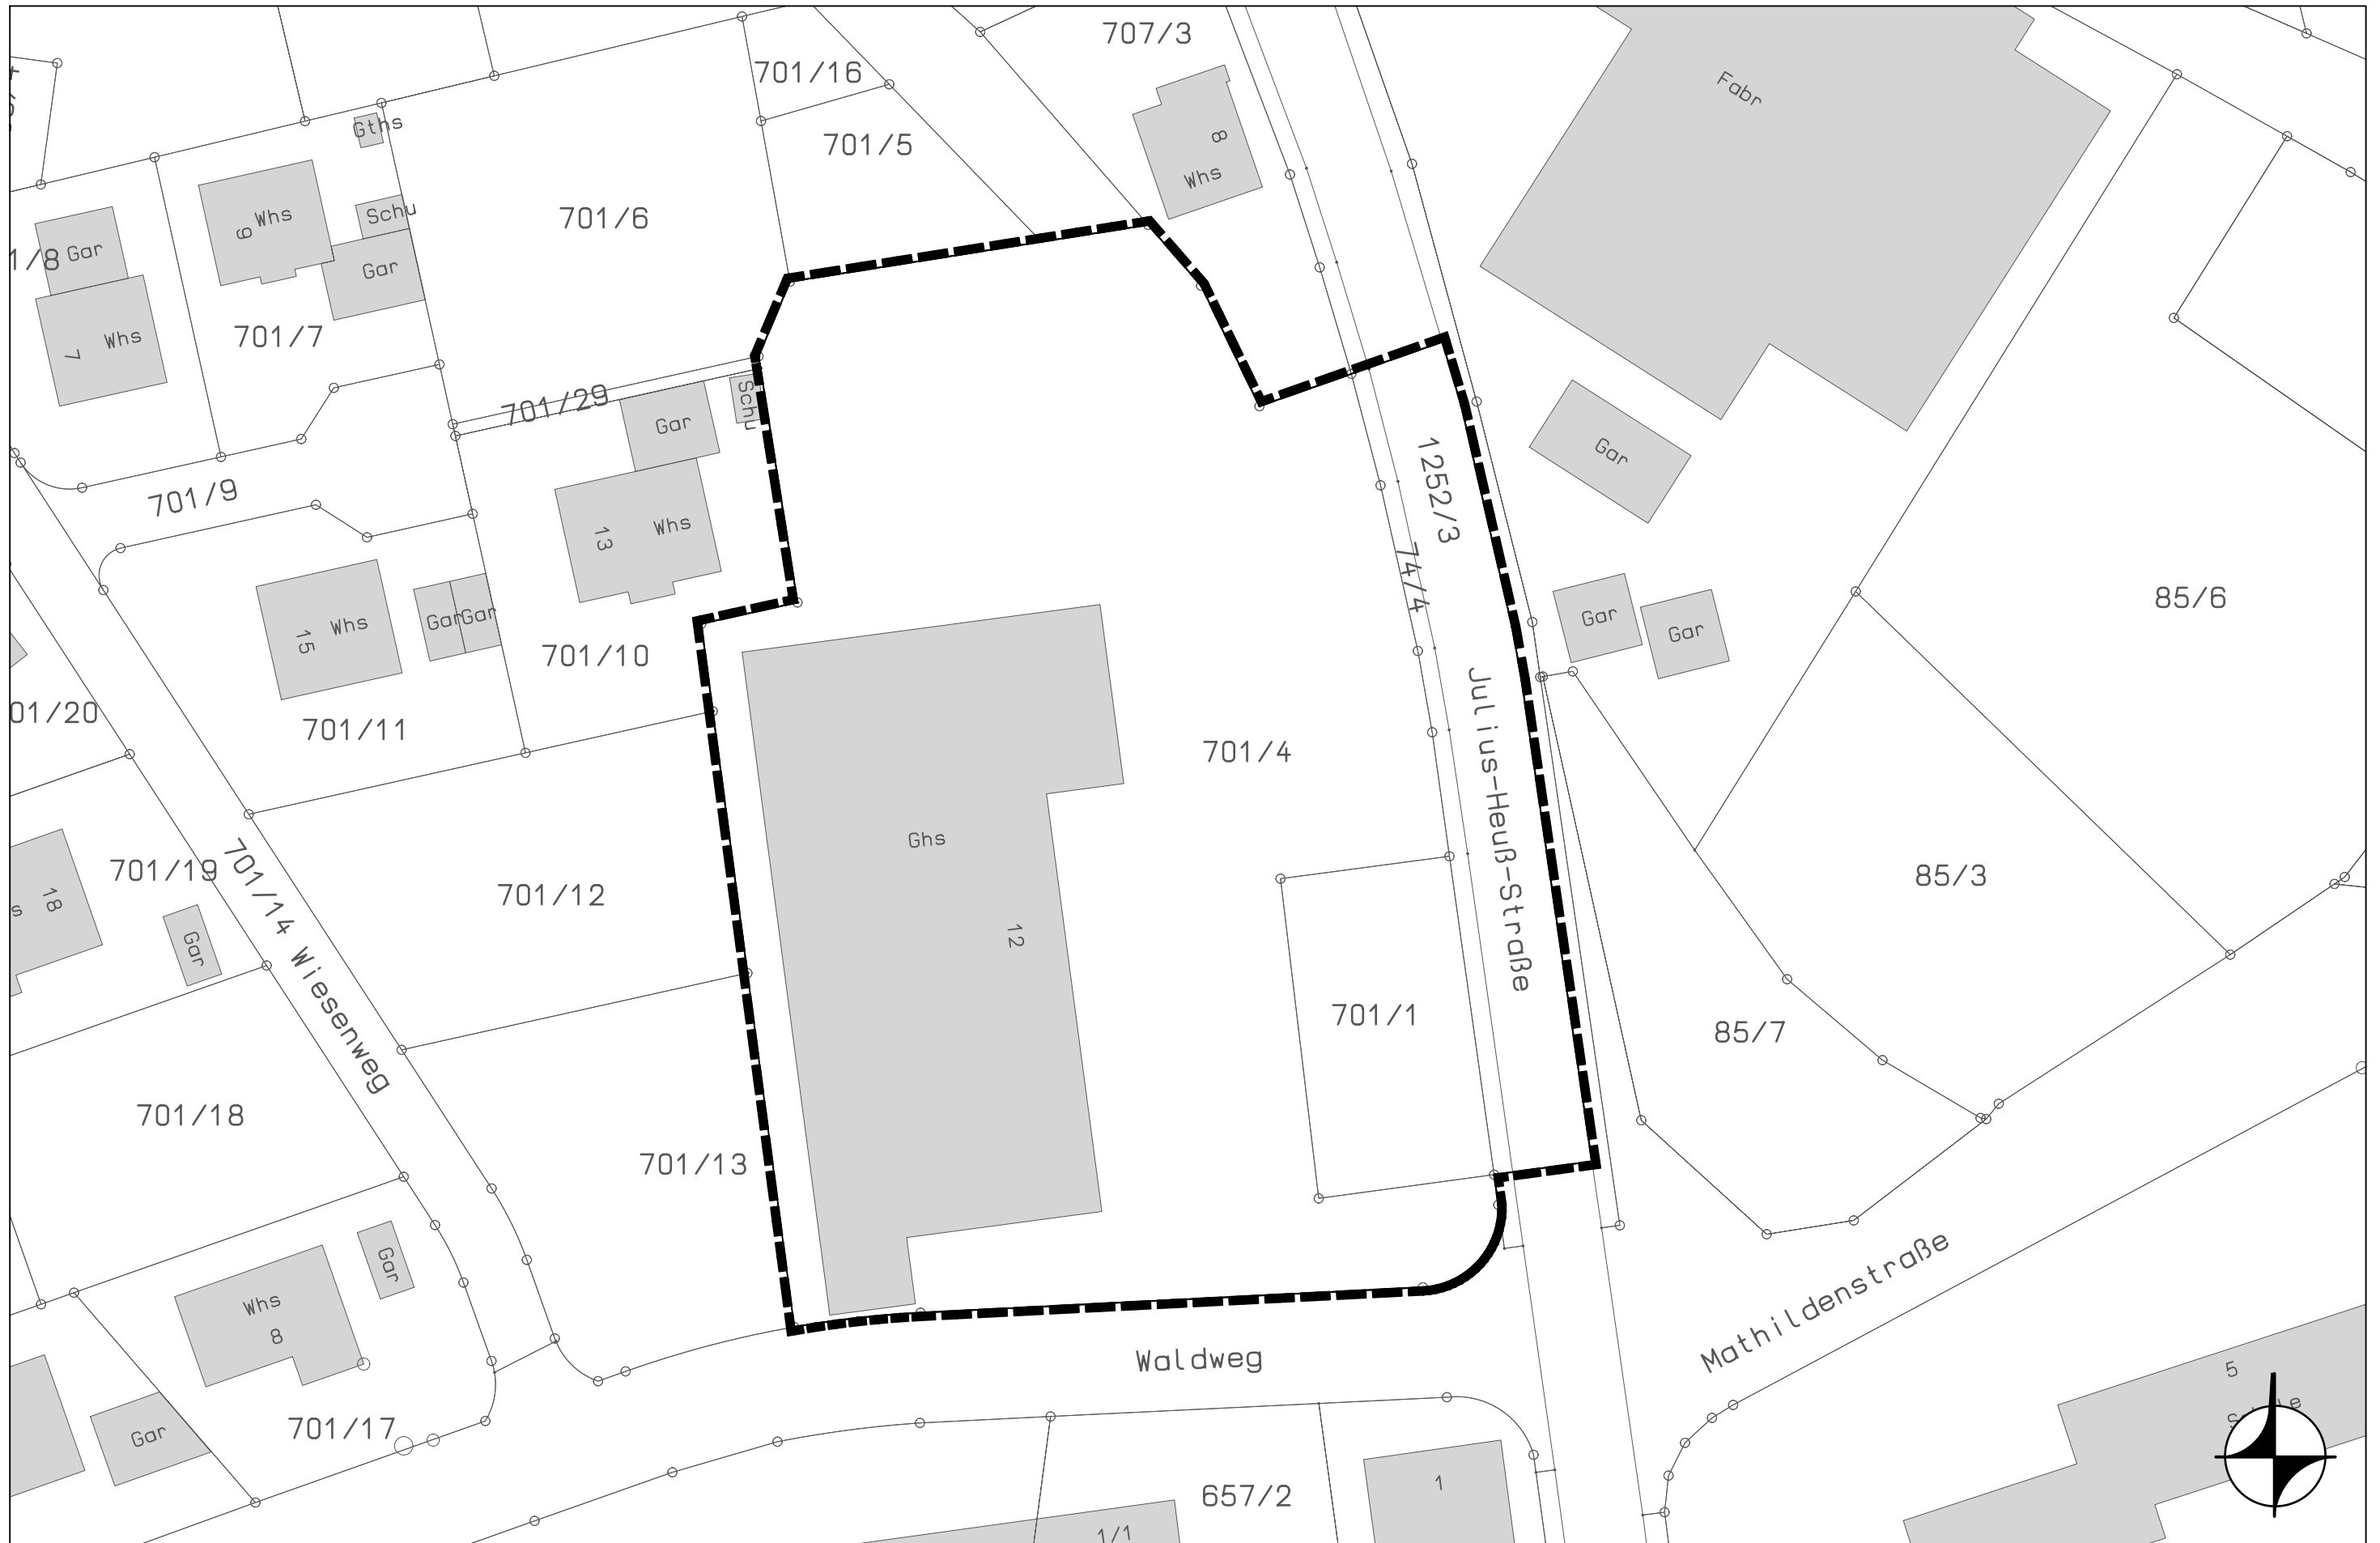 707/3
701/16
Fabr
701/5
Gths
8
Whs
Schu
Whs
9
701/6
Gar
1/8
Gar
701/7
Whs
7
701/29
Schu
Gar
Gar
1252/3
701/9
13
Whs
74/4
85/6
Gar
Gar
15
Whs
Gar
Gar
701/10
01/20
701/11
701/4
Julius-Heuß-Straße
Ghs
701/19
701/14 Wiesenweg
85/3
701/12
18
s
Gar
12
701/1
85/7
701/18
701/13
Gar
Whs
8
Mathildenstraße
Waldweg
5
701/17
Gar
1
657/2
1/1